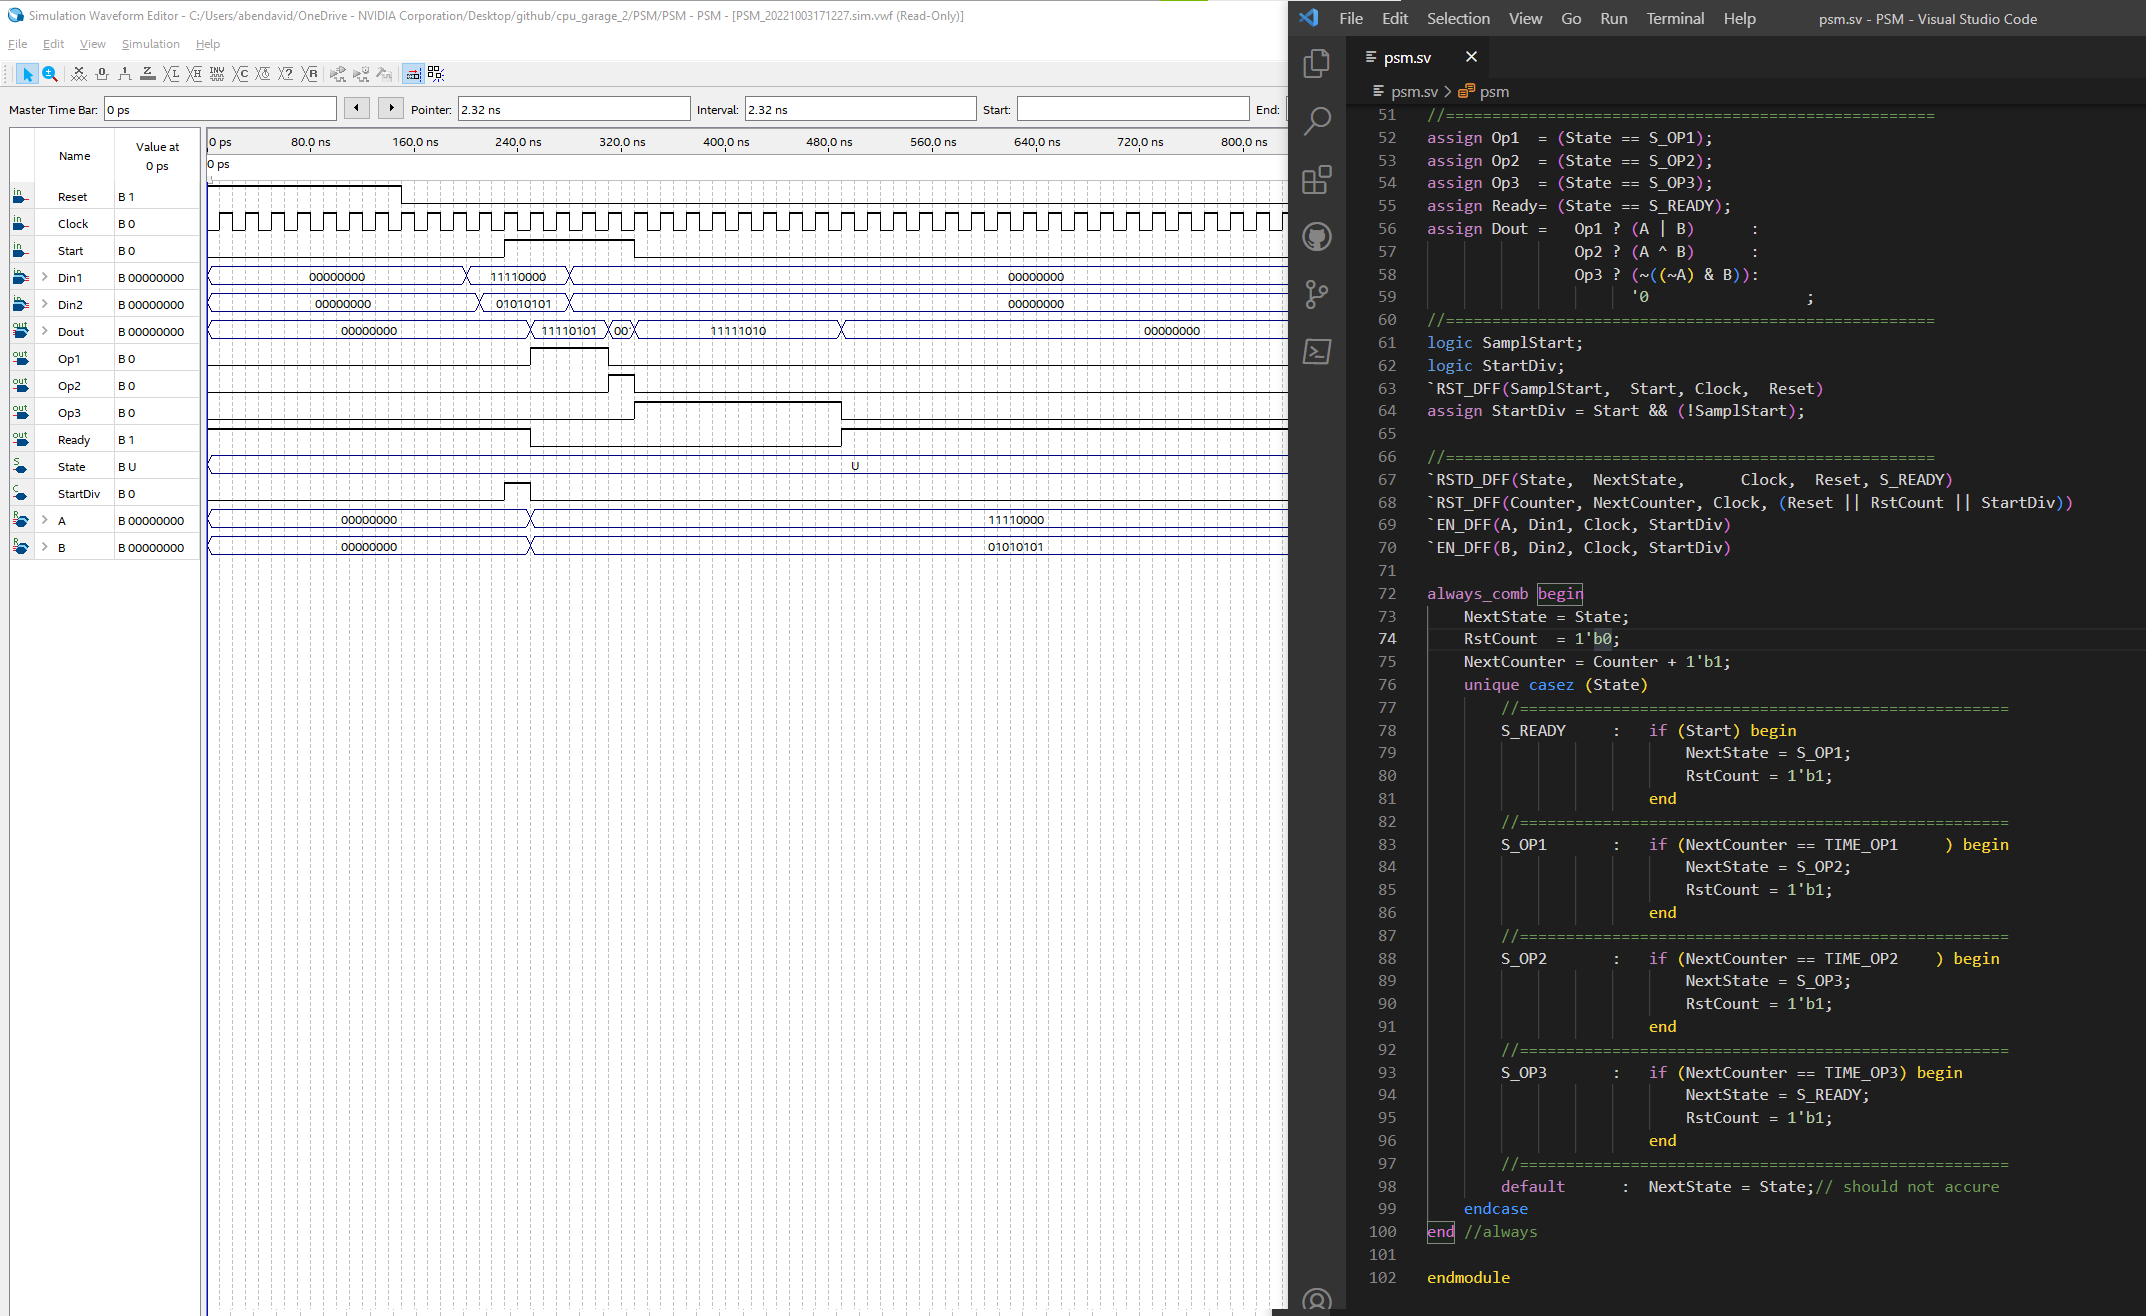 Simulation Waveform Editor - C:/Users/abendavid/OneDrive - NVIDIA Corporation/Desktop/github/cpu_garage_2/PSM/PSM - PSM - [PSM_20221003171227.sim.vwf (Read-Only)]
File Edit View Simulation Help
Master Time Bar: 0 ps Pointer: 2.32 ns Interval: 2.32 ns Start: End:
Name Value at 0 ps
0 ps 80.0 ns 160.0 ns 240.0 ns 320.0 ns 400.0 ns 480.0 ns 560.0 ns 640.0 ns 720.0 ns 800.0 ns
0 ps
in Reset B 1
in Clock B 0
in Start B 0
in Din1 B 00000000 00000000 11110000 00000000
in Din2 B 00000000 00000000 01010101 00000000
out Dout B 00000000 00000000 11110101 00 11111010 00000000
out Op1 B 0
out Op2 B 0
out Op3 B 0
out Ready B 1
S State B U U
C StartDiv B 0
R A B 00000000 00000000 11110000
R B B 00000000 00000000 01010101
File Edit Selection View Go Run Terminal Help psm.sv - PSM - Visual Studio Code
psm.sv
psm.sv > psm
51 //=====================================================
52 assign Op1  = (State == S_OP1);
53 assign Op2  = (State == S_OP2);
54 assign Op3  = (State == S_OP3);
55 assign Ready= (State == S_READY);
56 assign Dout =   Op1 ? (A | B)      :
57 Op2 ? (A ^ B)      :
58 Op3 ? (~((~A) & B)):
59 '0                 ;
60 //=====================================================
61 logic SamplStart;
62 logic StartDiv;
63 `RST_DFF(SamplStart,  Start, Clock,  Reset)
64 assign StartDiv = Start && (!SamplStart);
65
66 //=====================================================
67 `RSTD_DFF(State,  NextState,      Clock,  Reset, S_READY)
68 `RST_DFF(Counter, NextCounter, Clock, (Reset || RstCount || StartDiv))
69 `EN_DFF(A, Din1, Clock, StartDiv)
70 `EN_DFF(B, Din2, Clock, StartDiv)
71
72 always_comb begin
73 NextState = State;
74 RstCount  = 1'b0;
75 NextCounter = Counter + 1'b1;
76 unique casez (State)
77 //=====================================================
78 S_READY     :   if (Start) begin
79 NextState = S_OP1;
80 RstCount = 1'b1;
81 end
82 //=====================================================
83 S_OP1       :   if (NextCounter == TIME_OP1     ) begin
84 NextState = S_OP2;
85 RstCount = 1'b1;
86 end
87 //=====================================================
88 S_OP2       :   if (NextCounter == TIME_OP2    ) begin
89 NextState = S_OP3;
90 RstCount = 1'b1;
91 end
92 //=====================================================
93 S_OP3       :   if (NextCounter == TIME_OP3) begin
94 NextState = S_READY;
95 RstCount = 1'b1;
96 end
97 //=====================================================
98 default      :  NextState = State;// should not accure
99 endcase
100 end //always
101
102 endmodule